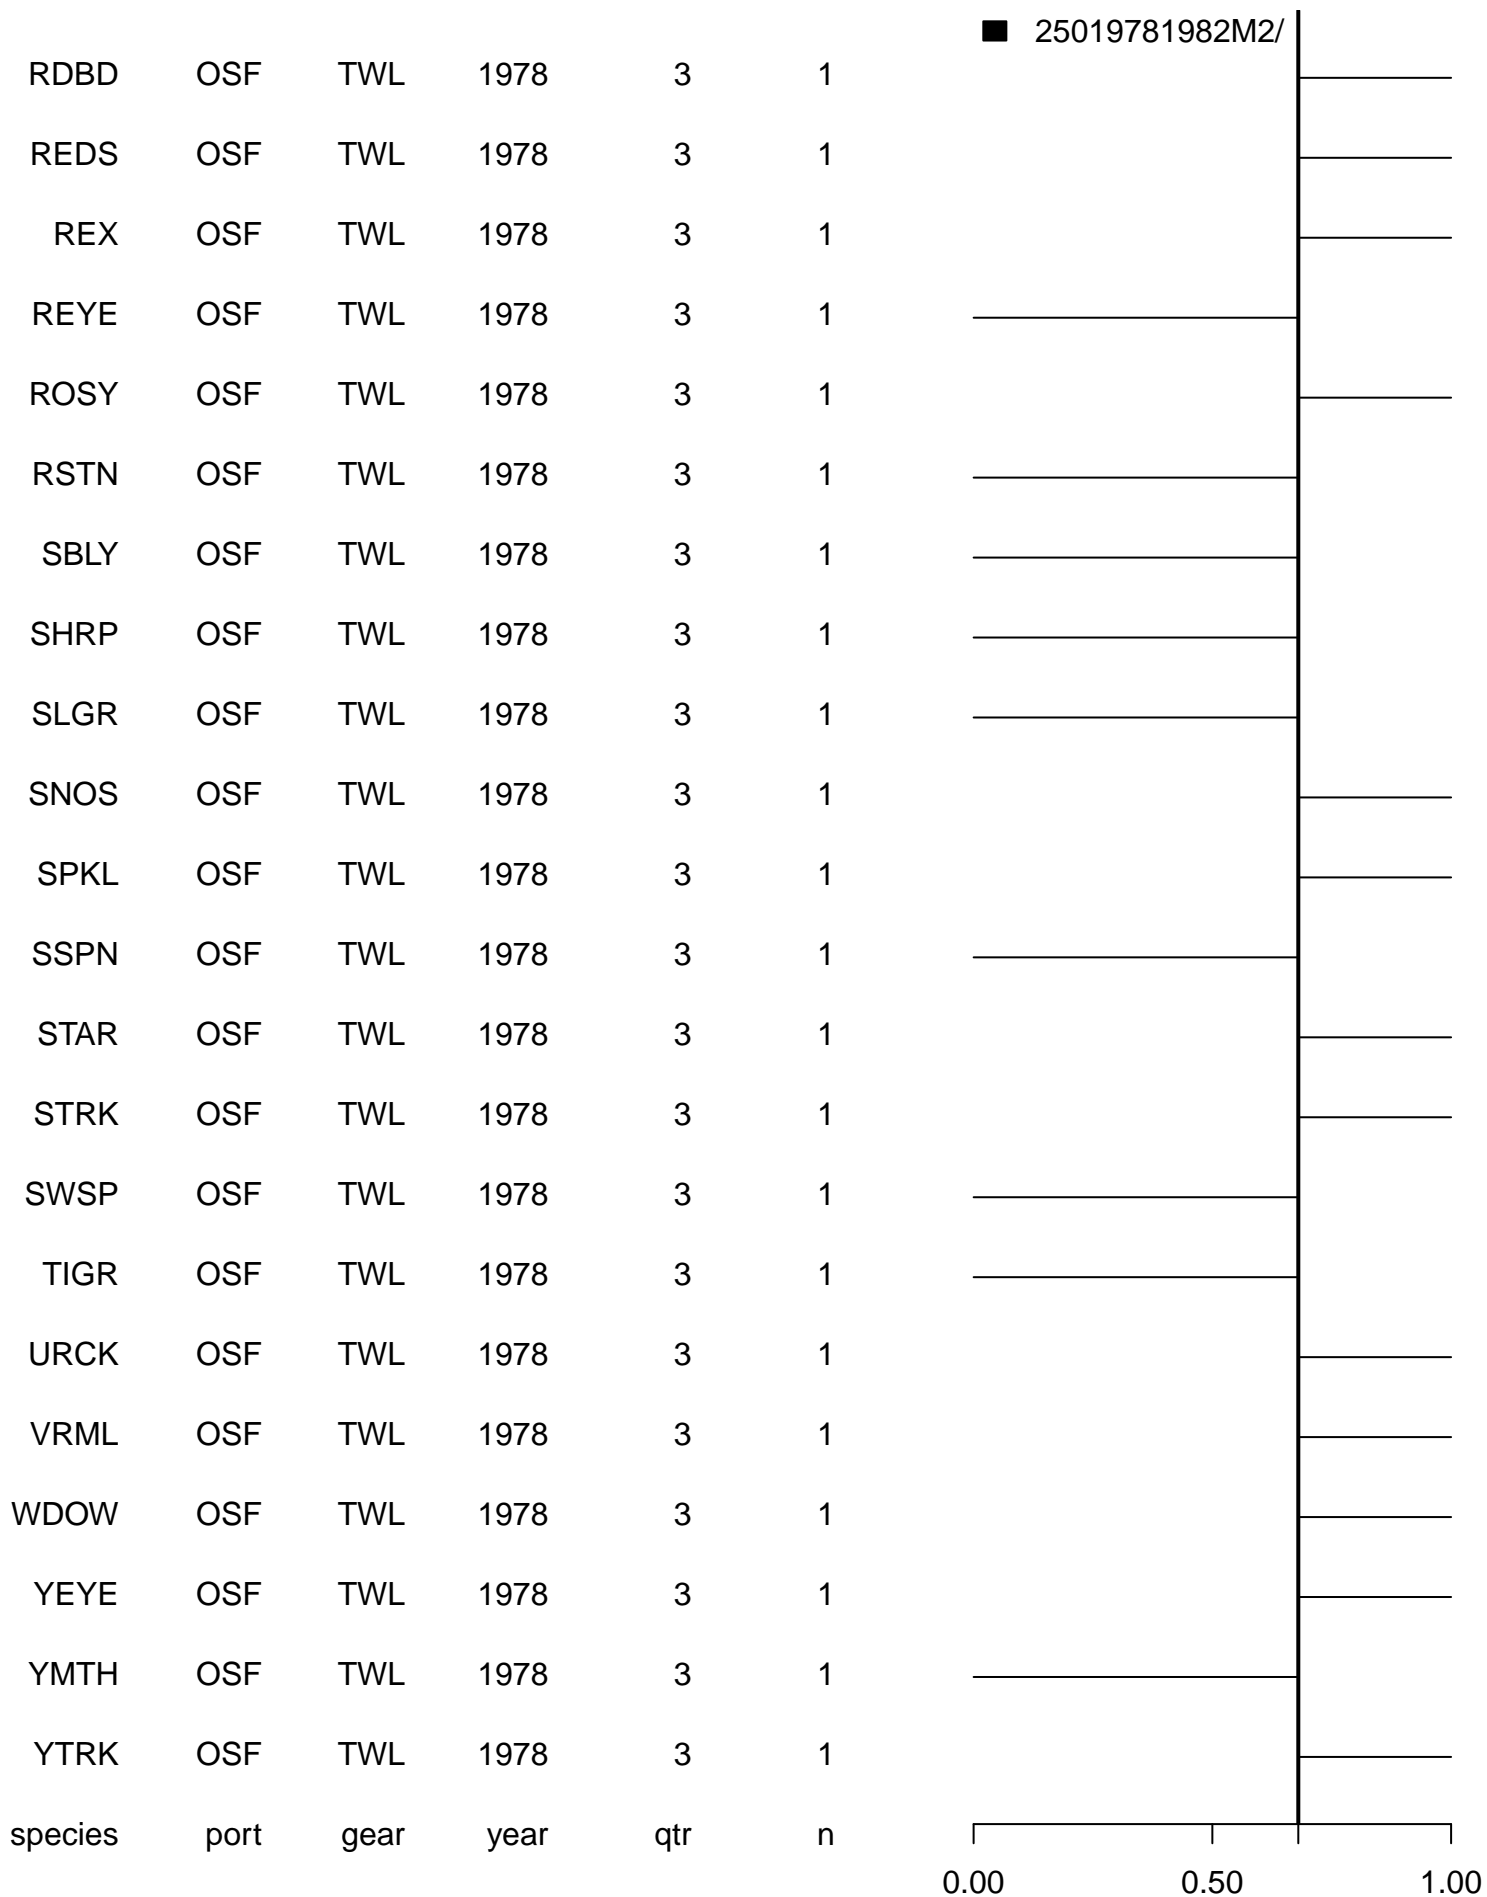 25019781982M2/
RDBD OSF TWL 1978 3 1
REDS OSF TWL 1978 3 1
REX OSF TWL 1978 3 1
REYE OSF TWL 1978 3 1
ROSY OSF TWL 1978 3 1
RSTN OSF TWL 1978 3 1
SBLY OSF TWL 1978 3 1
SHRP OSF TWL 1978 3 1
SLGR OSF TWL 1978 3 1
SNOS OSF TWL 1978 3 1
SPKL OSF TWL 1978 3 1
SSPN OSF TWL 1978 3 1
STAR OSF TWL 1978 3 1
STRK OSF TWL 1978 3 1
SWSP OSF TWL 1978 3 1
TIGR OSF TWL 1978 3 1
URCK OSF TWL 1978 3 1
VRML OSF TWL 1978 3 1
WDOW OSF TWL 1978 3 1
YEYE OSF TWL 1978 3 1
YMTH OSF TWL 1978 3 1
YTRK OSF TWL 1978 3 1
species port gear year qtr n
0.00 0.50 1.00